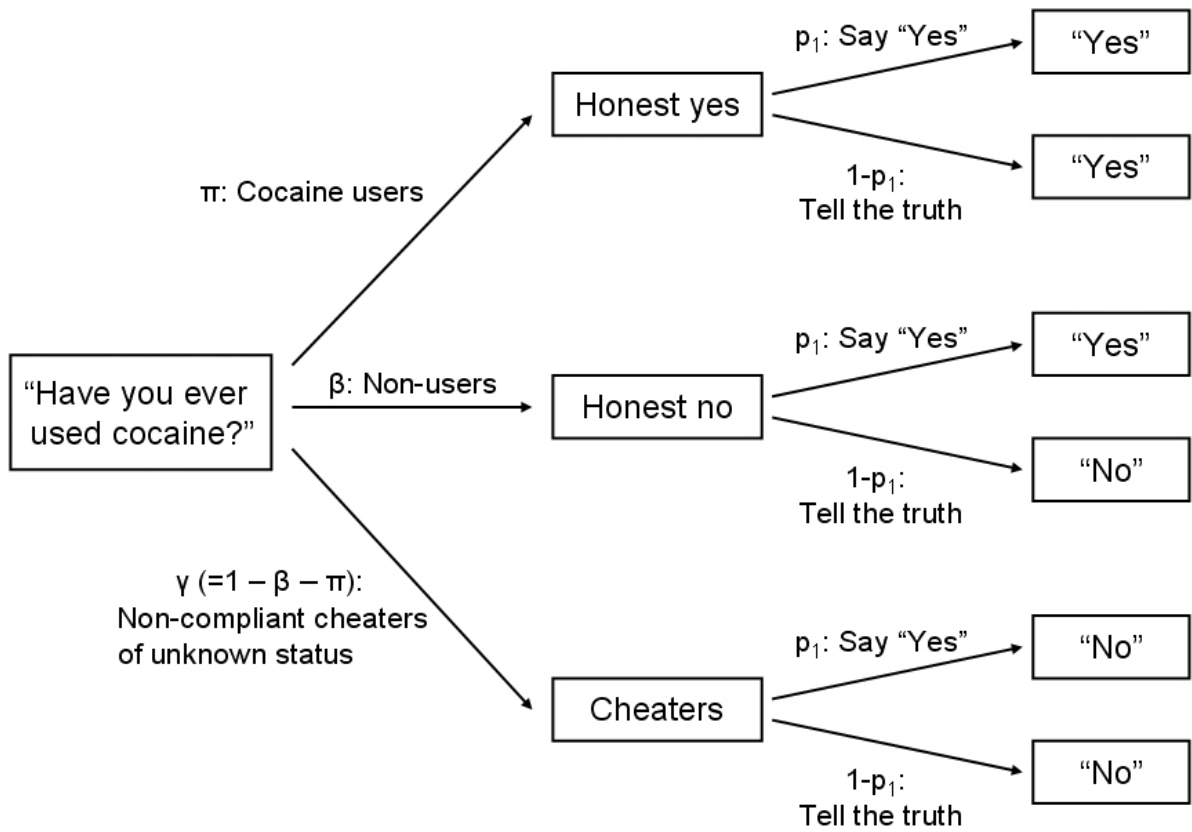 p₁: Say “Yes”
“Yes”
Honest yes
“Yes”
1-p₁:
Tell the truth
π: Cocaine users
“Have you ever
used cocaine?”
β: Non-users
Honest no
p₁: Say “Yes”
“Yes”
1-p₁:
Tell the truth
“No”
γ (=1 – β – π):
Non-compliant cheaters
of unknown status
Cheaters
p₁: Say “Yes”
“No”
1-p₁:
Tell the truth
“No”